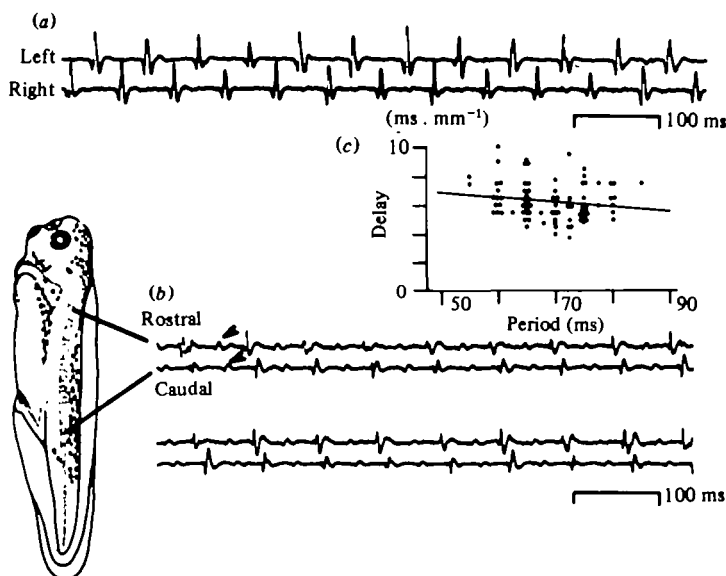 (a)
Left
Right
100 ms
(ms . mm⁻¹)
(c)
10
Delay
0
50
70
90
Period (ms)
(b)
Rostral
Caudal
100 ms